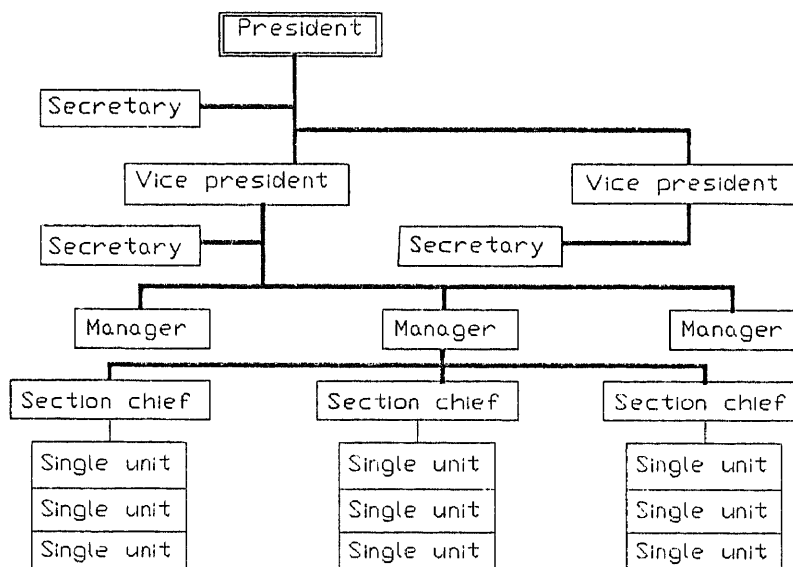 President
Secretary
Vice president
Vice president
Secretary
Secretary
Manager
Manager
Manager
Section chief
Section chief
Section chief
Single unit
Single unit
Single unit
Single unit
Single unit
Single unit
Single unit
Single unit
Single unit